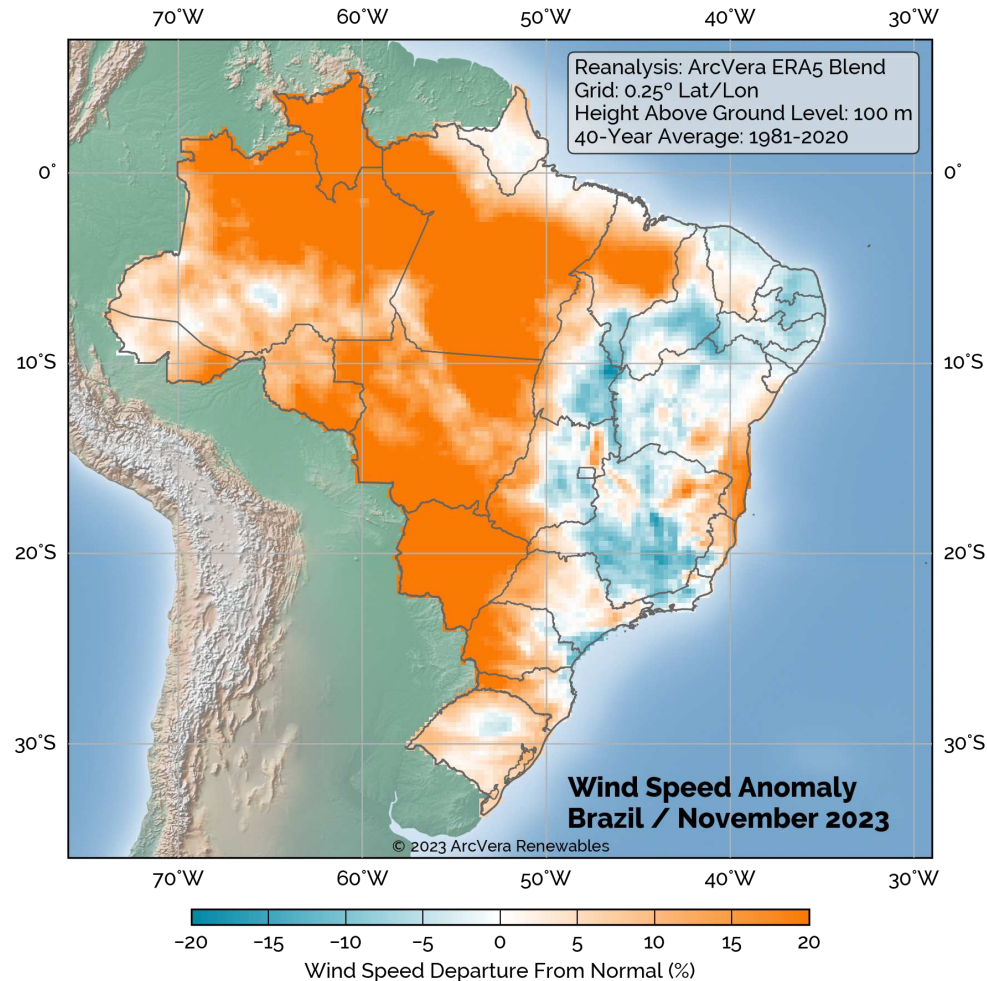 70°W 60°W 50°W 40°W 30°W
Reanalysis: ArcVera ERA5 Blend
Grid: 0.25º Lat/Lon
Height Above Ground Level: 100 m
40-Year Average: 1981-2020
0° 0°
10°S 10°S
20°S 20°S
30°S 30°S
Wind Speed Anomaly
Brazil / November 2023
© 2023 ArcVera Renewables
70°W 60°W 50°W 40°W 30°W
−20 −15 −10 −5 0 5 10 15 20
Wind Speed Departure From Normal (%)